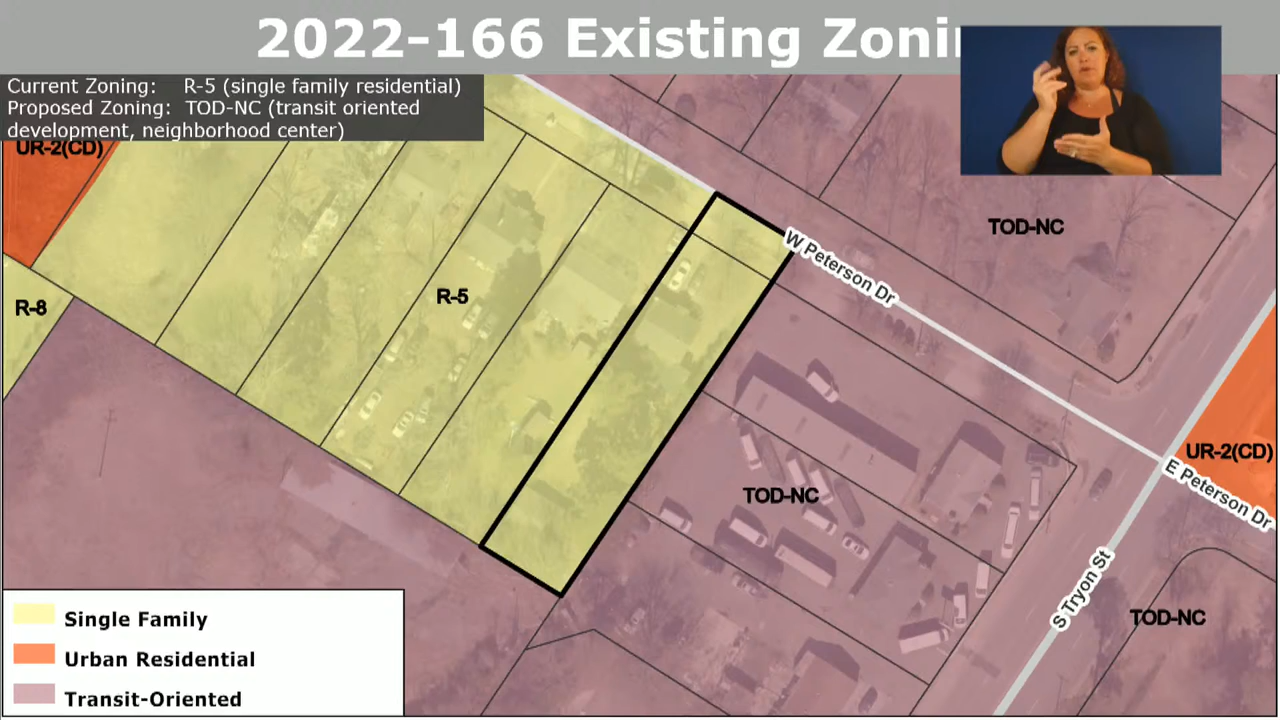 2022-166 Existing Zoni
Current Zoning: R-5 (single family residential)
Proposed Zoning: TOD-NC (transit oriented
development, neighborhood center)
UR-2(CD)
TOD-NC
W Peterson Dr
R-5
R-8
UR-2(CD)
E Peterson Dr
TOD-NC
S Tryon St
TOD-NC
Single Family
Urban Residential
Transit-Oriented